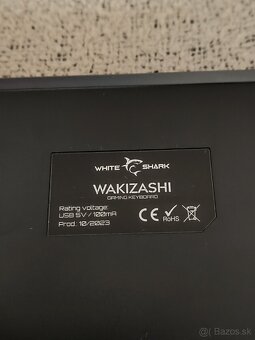 WHITE SHARK
WAKIZASHI
GAMING KEYBOARD
Rating voltage:
USB 5V / 100mA
Prod: 10/2023
CE RoHS
Bazos.sk